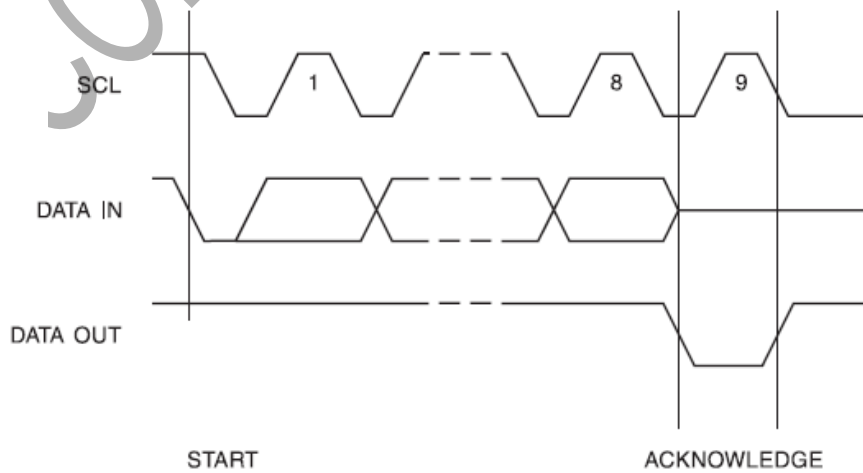 SCL
1
8
9
DATA IN
DATA OUT
START
ACKNOWLEDGE